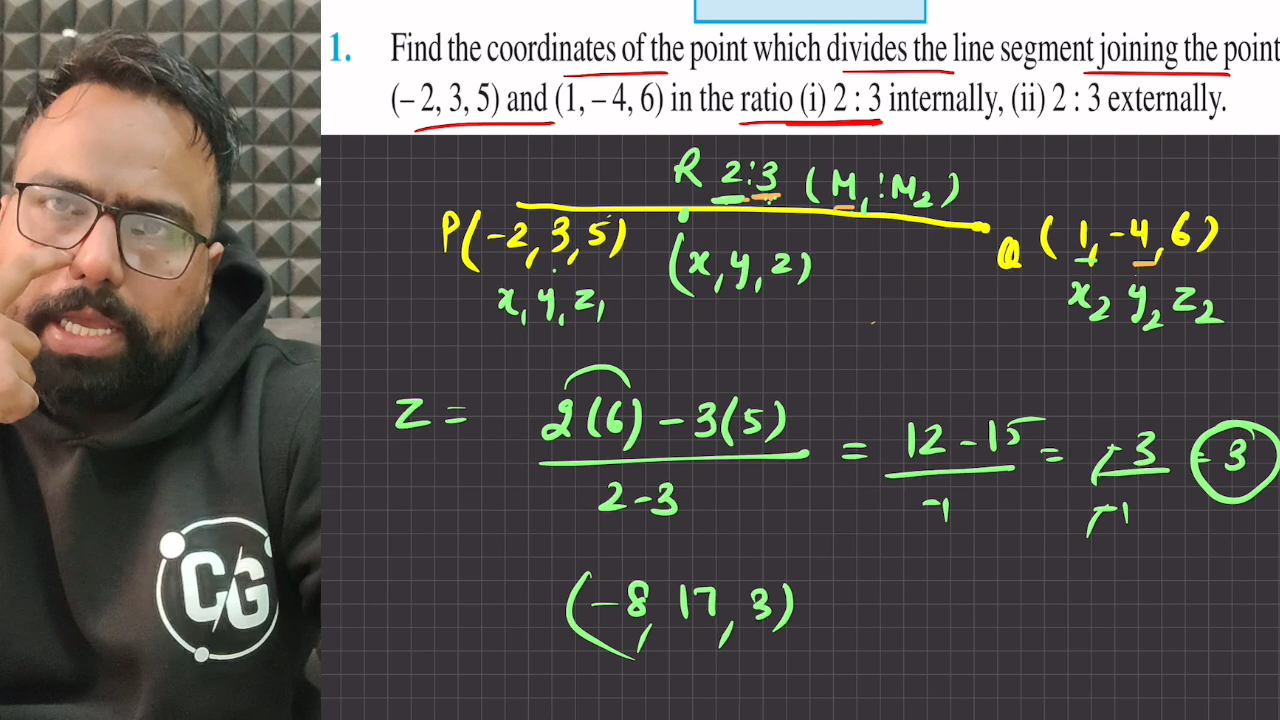 1. Find the coordinates of the point which divides the line segment joining the point
(– 2, 3, 5) and (1, – 4, 6) in the ratio (i) 2 : 3 internally, (ii) 2 : 3 externally.
R 2:3 (M₁:M₂)
P(-2, 3, 5) (x, y, z) Q (1, -4, 6)
x₁ y₁ z₁ x₂ y₂ z₂
z = 2(6) - 3(5) / 2-3 = 12-15 / -1 = -3 / -1 = 3
(-8, 17, 3)
C/G